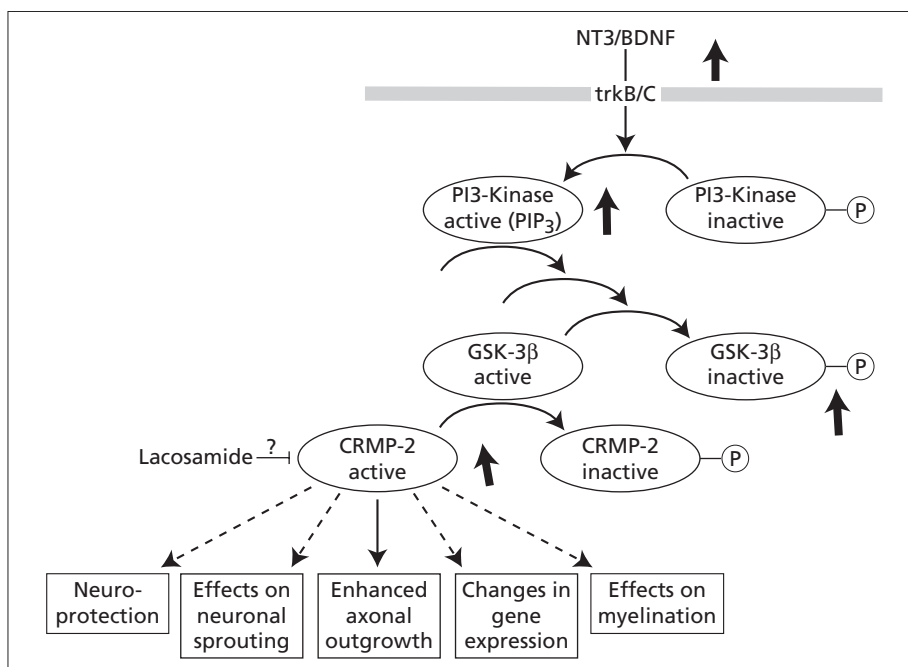 NT3/BDNF
trkB/C
PI3-Kinase
active (PIP3)
PI3-Kinase
inactive
P
GSK-3β
active
GSK-3β
inactive
P
Lacosamide
?
CRMP-2
active
CRMP-2
inactive
P
Neuro-
protection
Effects on
neuronal
sprouting
Enhanced
axonal
outgrowth
Changes in
gene
expression
Effects on
myelination